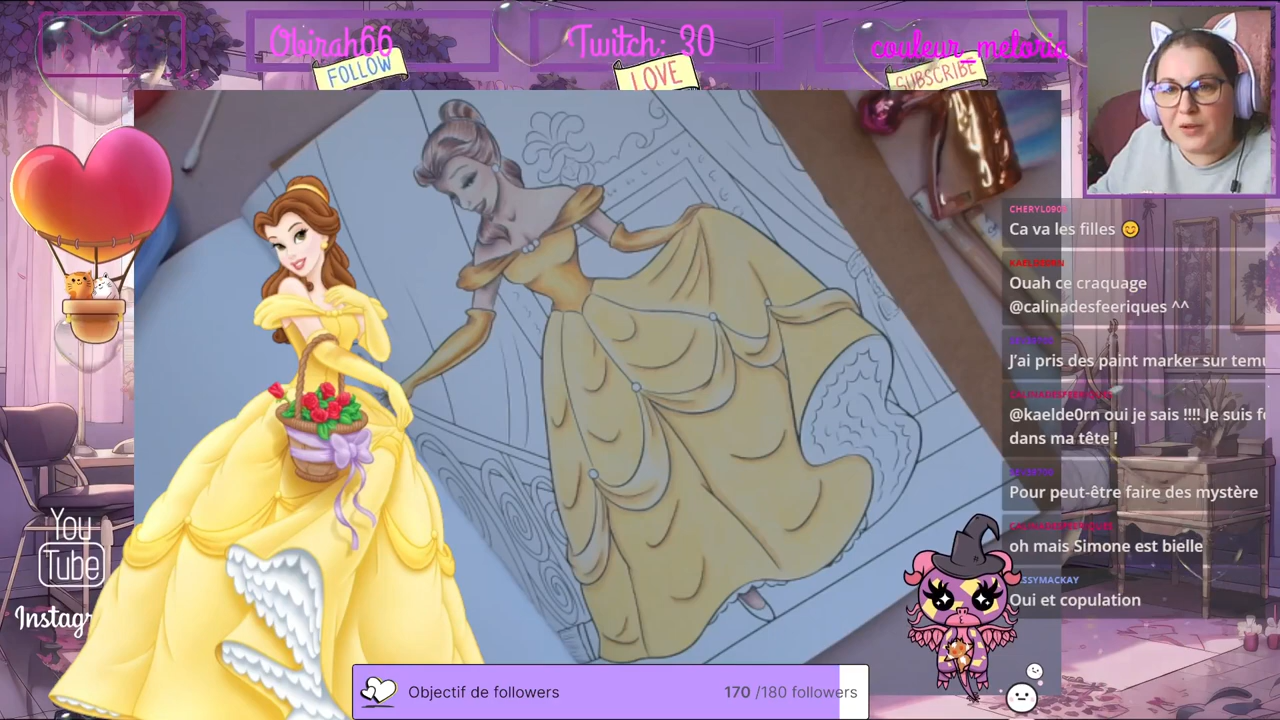 Obirah66
Twitch: 30
couleur_melorie
FOLLOW
LOVE
SUBSCRIBE
Ca va les filles 😊
Ouah ce craquage
@calinadesfeeriques ^^
J'ai pris des paint marker sur temu
@kaelde0rn oui je sais !!!! Je suis fo
dans ma tête !
Pour peut-être faire des mystère
oh mais Simone est bielle
SSYMACKAY
Oui et copulation
You
Tube
Instagr
Objectif de followers
170 /180 followers